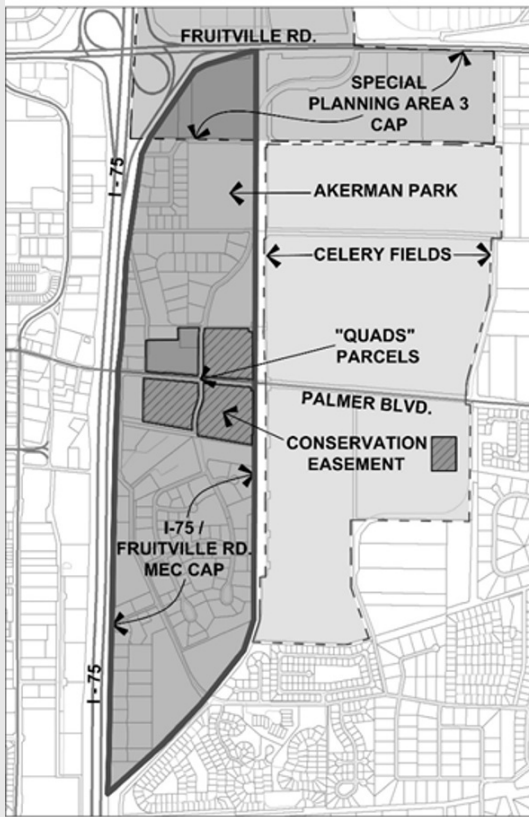 FRUITVILLE RD.
SPECIAL
PLANNING AREA 3
CAP
I - 75
AKERMAN PARK
CELERY FIELDS
"QUADS"
PARCELS
PALMER BLVD.
CONSERVATION
EASEMENT
I-75 /
FRUITVILLE RD.
MEC CAP
I - 75